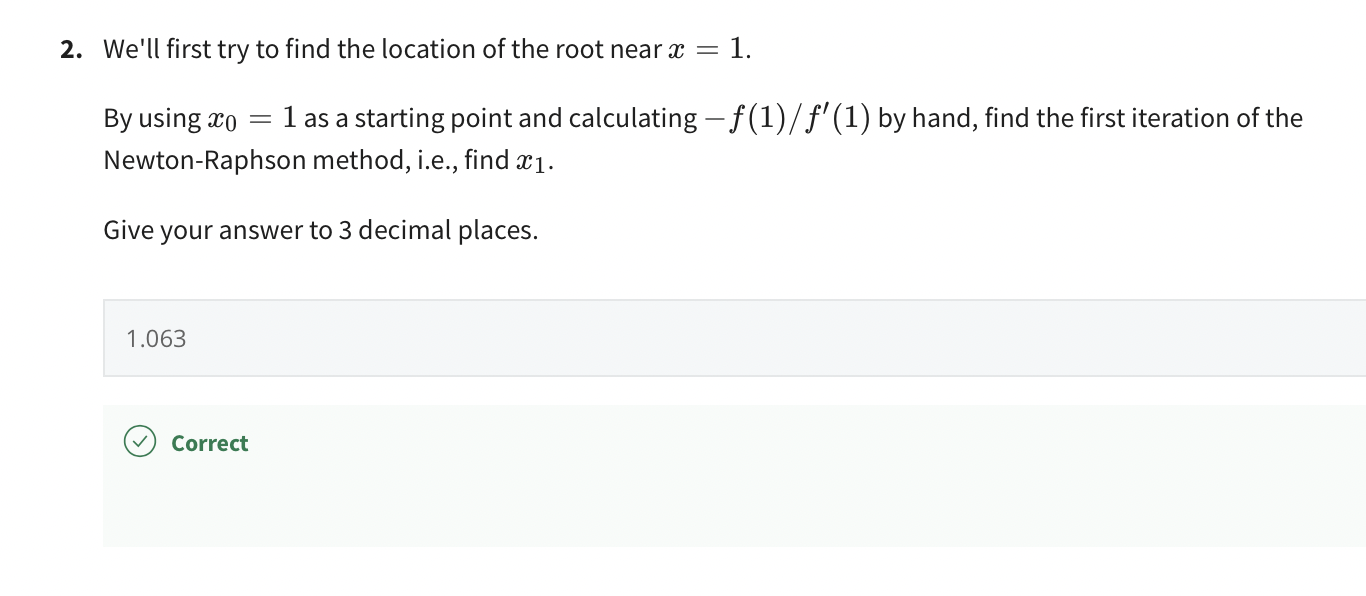 2. We'll first try to find the location of the root near x = 1.
By using x₀ = 1 as a starting point and calculating −f(1)/f′(1) by hand, find the first iteration of the
Newton-Raphson method, i.e., find x₁.
Give your answer to 3 decimal places.
1.063
Correct